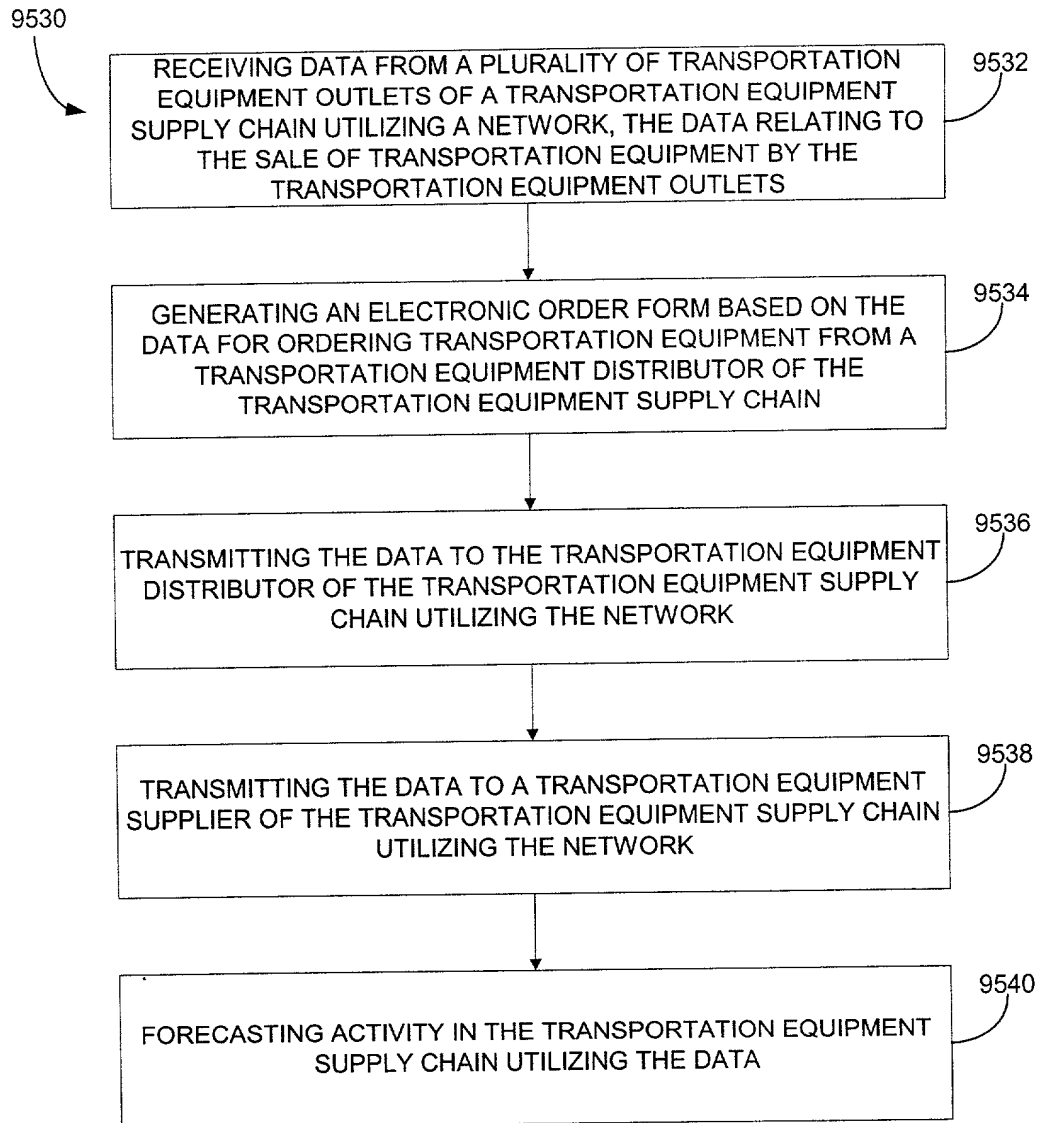 9530
RECEIVING DATA FROM A PLURALITY OF TRANSPORTATION
EQUIPMENT OUTLETS OF A TRANSPORTATION EQUIPMENT
SUPPLY CHAIN UTILIZING A NETWORK, THE DATA RELATING TO
THE SALE OF TRANSPORTATION EQUIPMENT BY THE
TRANSPORTATION EQUIPMENT OUTLETS
9532
GENERATING AN ELECTRONIC ORDER FORM BASED ON THE
DATA FOR ORDERING TRANSPORTATION EQUIPMENT FROM A
TRANSPORTATION EQUIPMENT DISTRIBUTOR OF THE
TRANSPORTATION EQUIPMENT SUPPLY CHAIN
9534
TRANSMITTING THE DATA TO THE TRANSPORTATION EQUIPMENT
DISTRIBUTOR OF THE TRANSPORTATION EQUIPMENT SUPPLY
CHAIN UTILIZING THE NETWORK
9536
TRANSMITTING THE DATA TO A TRANSPORTATION EQUIPMENT
SUPPLIER OF THE TRANSPORTATION EQUIPMENT SUPPLY CHAIN
UTILIZING THE NETWORK
9538
FORECASTING ACTIVITY IN THE TRANSPORTATION EQUIPMENT
SUPPLY CHAIN UTILIZING THE DATA
9540